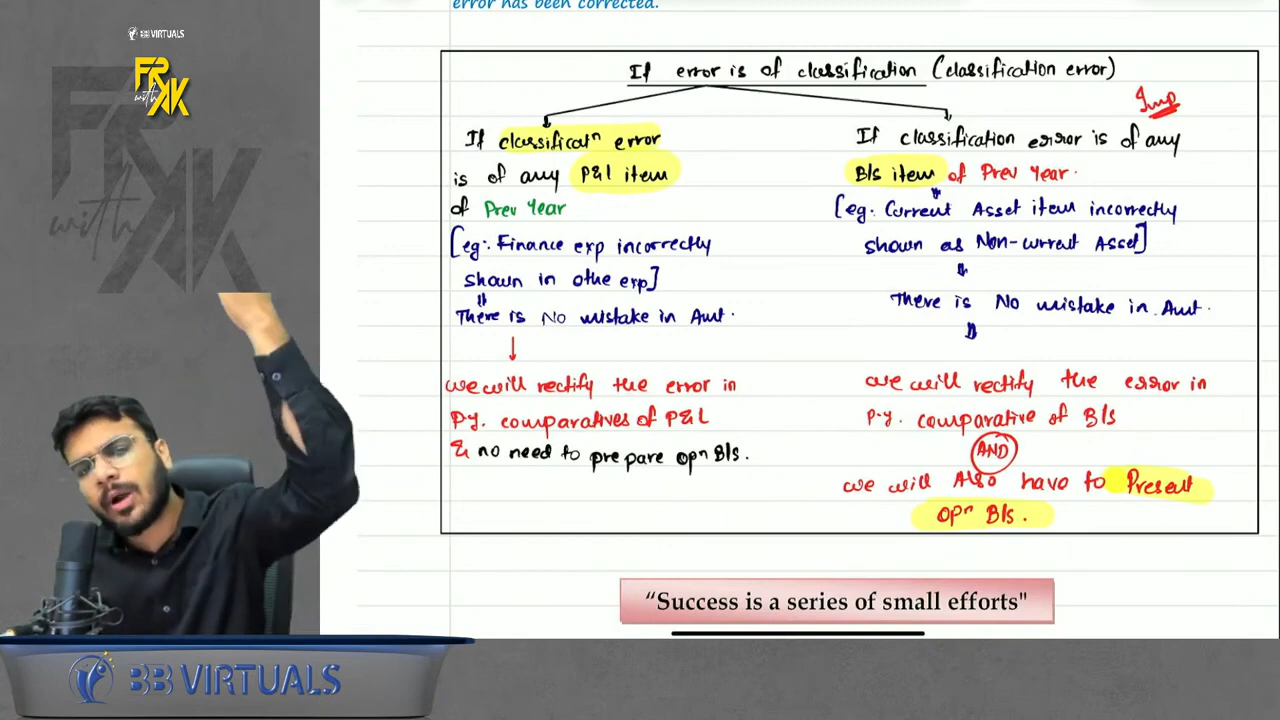 error has been corrected.
BB VIRTUALS
FR
with
AK
If error is of classification (classification error)
Imp
If classificatn error
is of any P&L item
of Prev Year
[eg:- Finance exp incorrectly
shown in othe exp]
There is No mistake in Amt.
we will rectify the error in
P.Y. comparatives of P&L
& no need to prepare opn B/s.
If classification error is of any
B/s item of Prev Year.
[eg: Current Asset item incorrectly
shown as Non-current Asset]
There is No mistake in Amt.
we will rectify the error in
P.Y. comparative of B/s
AND
we will Also have to Present
opn B/s.
"Success is a series of small efforts"
BB VIRTUALS